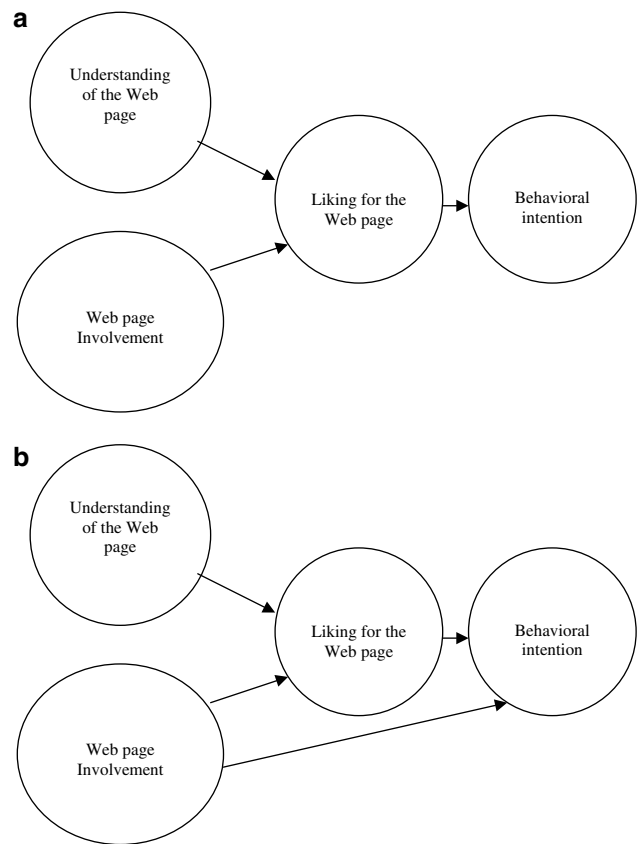 a
Understanding
of the Web
page
Liking for the
Web page
Behavioral
intention
Web page
Involvement
b
Understanding
of the Web
page
Liking for the
Web page
Behavioral
intention
Web page
Involvement